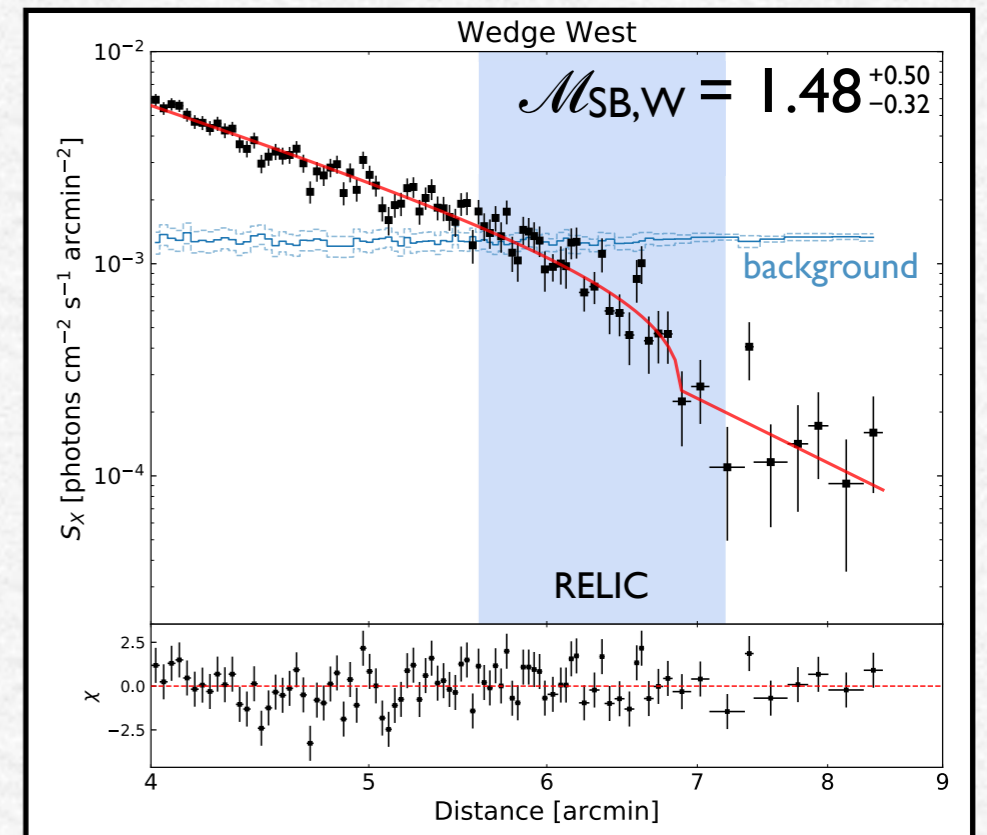 Wedge West
ℳSB,W = 1.48 +0.50 −0.32
10−2
10−3
10−4
SX [photons cm−2 s−1 arcmin−2]
background
RELIC
2.5
0.0
−2.5
χ
4 5 6 7 8 9
Distance [arcmin]